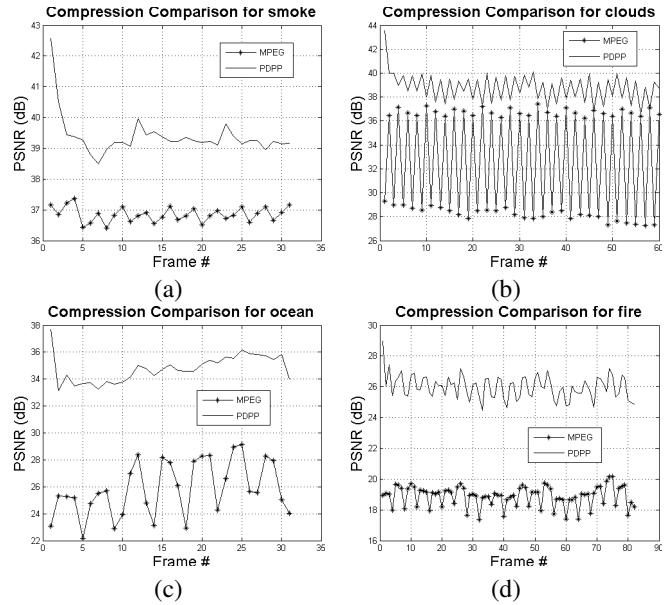 Compression Comparison for smoke
43
42
41
40
39
38
37
36
PSNR (dB)
MPEG
PDPP
0 5 10 15 20 25 30 35
Frame #
(a)
Compression Comparison for clouds
44
42
40
38
36
34
32
30
28
26
PSNR (dB)
MPEG
PDPP
0 10 20 30 40 50 60
Frame #
(b)
Compression Comparison for ocean
38
36
34
32
30
28
26
24
22
PSNR (dB)
MPEG
PDPP
0 5 10 15 20 25 30 35
Frame #
(c)
Compression Comparison for fire
30
28
26
24
22
20
18
16
PSNR (dB)
MPEG
PDPP
0 10 20 30 40 50 60 70 80 90
Frame #
(d)